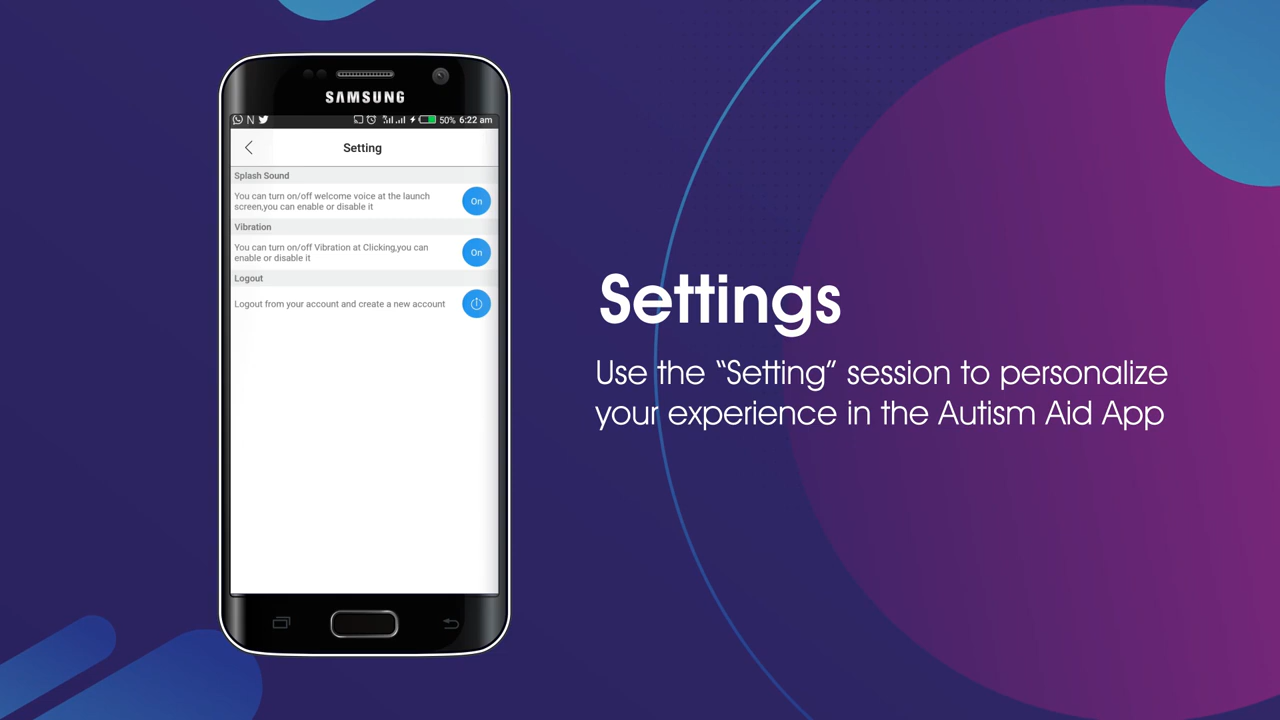 SAMSUNG
50% 6:22 am
Setting
Splash Sound
You can turn on/off welcome voice at the launch
screen,you can enable or disable it
On
Vibration
You can turn on/off Vibration at Clicking,you can
enable or disable it
On
Logout
Logout from your account and create a new account
Settings
Use the “Setting” session to personalize
your experience in the Autism Aid App